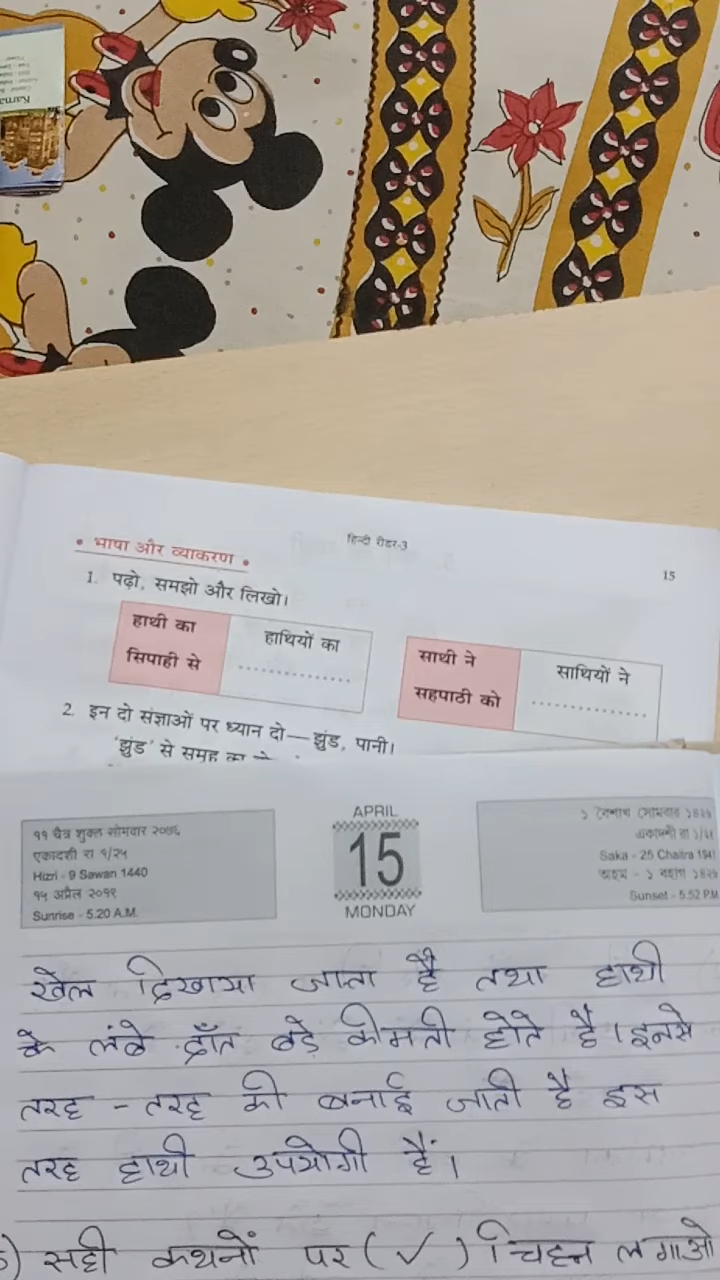 हिन्दी रीडर-3
15
• भाषा और व्याकरण •
1. पढ़ो, समझो और लिखो।
हाथी का
हाथियों का
सिपाही से
..................
साथी ने
साथियों ने
सहपाठी को
..................
2. इन दो संज्ञाओं पर ध्यान दो—झुंड, पानी।
'झुंड' से समूह का
११ चैत्र शुक्ल सोमवार २०७६
एकादशी रा १/२५
Hizri - 9 Sawan 1440
१५ अप्रैल २०१९
Sunrise - 5.20 A.M.
APRIL
15
MONDAY
Saka - 25 Chaitra 1941
Sunset - 5.52 P.M
खेल दिखाया जाता है तथा हाथी
के लंबे दाँत बड़े कीमती होते है। इनसे
तरह - तरह की बनाई जाती है इस
तरह हाथी उपयोगी हैं।
सही कथनों पर (✓) चिह्न लगाओ